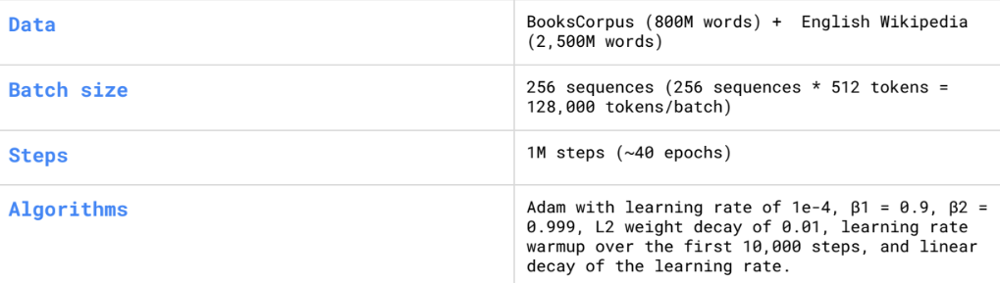 Data
BooksCorpus (800M words) + English Wikipedia
(2,500M words)
Batch size
256 sequences (256 sequences * 512 tokens =
128,000 tokens/batch)
Steps
1M steps (~40 epochs)
Algorithms
Adam with learning rate of 1e-4, β1 = 0.9, β2 =
0.999, L2 weight decay of 0.01, learning rate
warmup over the first 10,000 steps, and linear
decay of the learning rate.